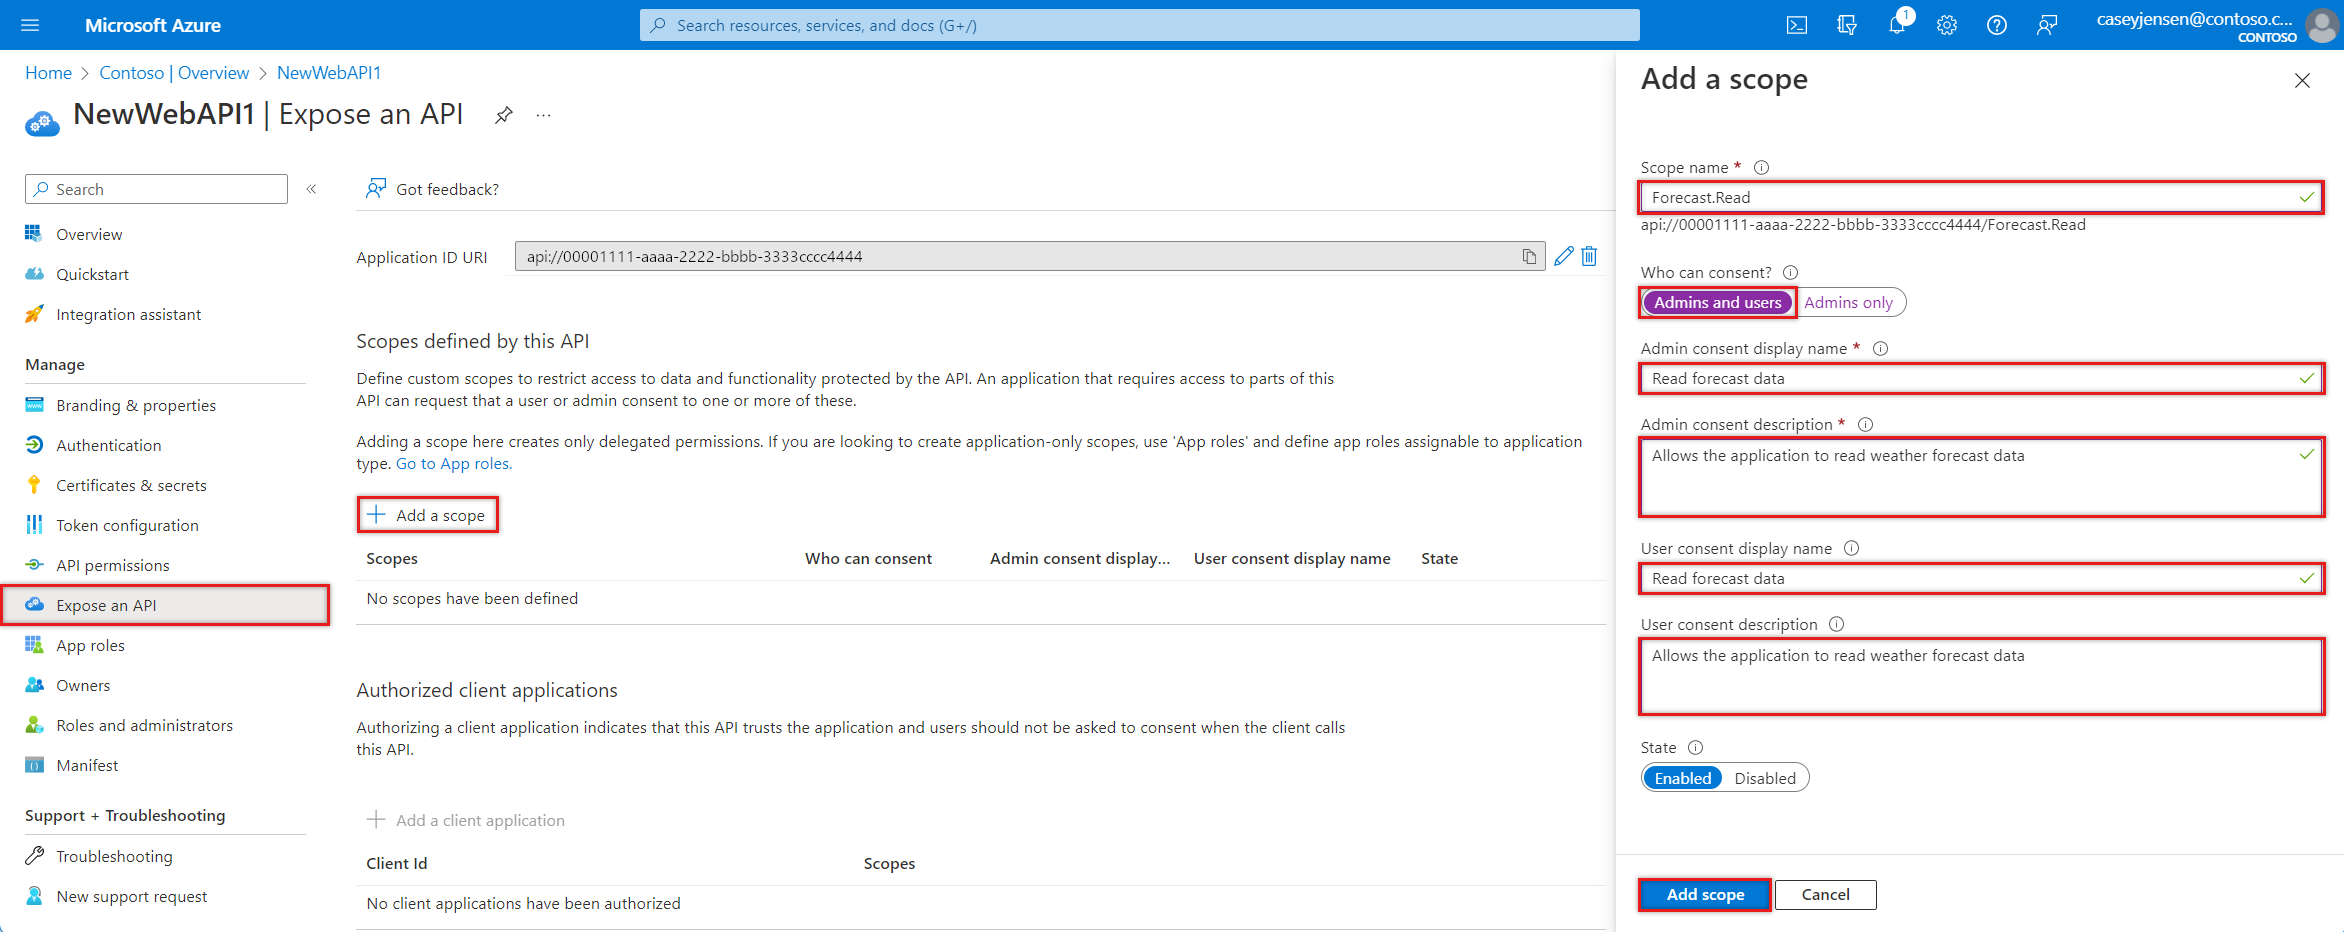 Microsoft Azure
Search resources, services, and docs (G+/)
1
caseyjensen@contoso.c...
CONTOSO
Home > Contoso | Overview > NewWebAPI1
NewWebAPI1 | Expose an API
...
Search
«
Overview
Quickstart
Integration assistant
Manage
Branding & properties
Authentication
Certificates & secrets
Token configuration
API permissions
Expose an API
App roles
Owners
Roles and administrators
Manifest
Support + Troubleshooting
Troubleshooting
New support request
Got feedback?
Application ID URI
api://00001111-aaaa-2222-bbbb-3333cccc4444
Scopes defined by this API
Define custom scopes to restrict access to data and functionality protected by the API. An application that requires access to parts of this
API can request that a user or admin consent to one or more of these.
Adding a scope here creates only delegated permissions. If you are looking to create application-only scopes, use 'App roles' and define app roles assignable to application
type. Go to App roles.
Add a scope
Scopes Who can consent Admin consent display... User consent display name State
No scopes have been defined
Authorized client applications
Authorizing a client application indicates that this API trusts the application and users should not be asked to consent when the client calls
this API.
Add a client application
Client Id Scopes
No client applications have been authorized
Add a scope
Scope name *
Forecast.Read
api://00001111-aaaa-2222-bbbb-3333cccc4444/Forecast.Read
Who can consent?
Admins and users Admins only
Admin consent display name *
Read forecast data
Admin consent description *
Allows the application to read weather forecast data
User consent display name
Read forecast data
User consent description
Allows the application to read weather forecast data
State
Enabled Disabled
Add scope Cancel